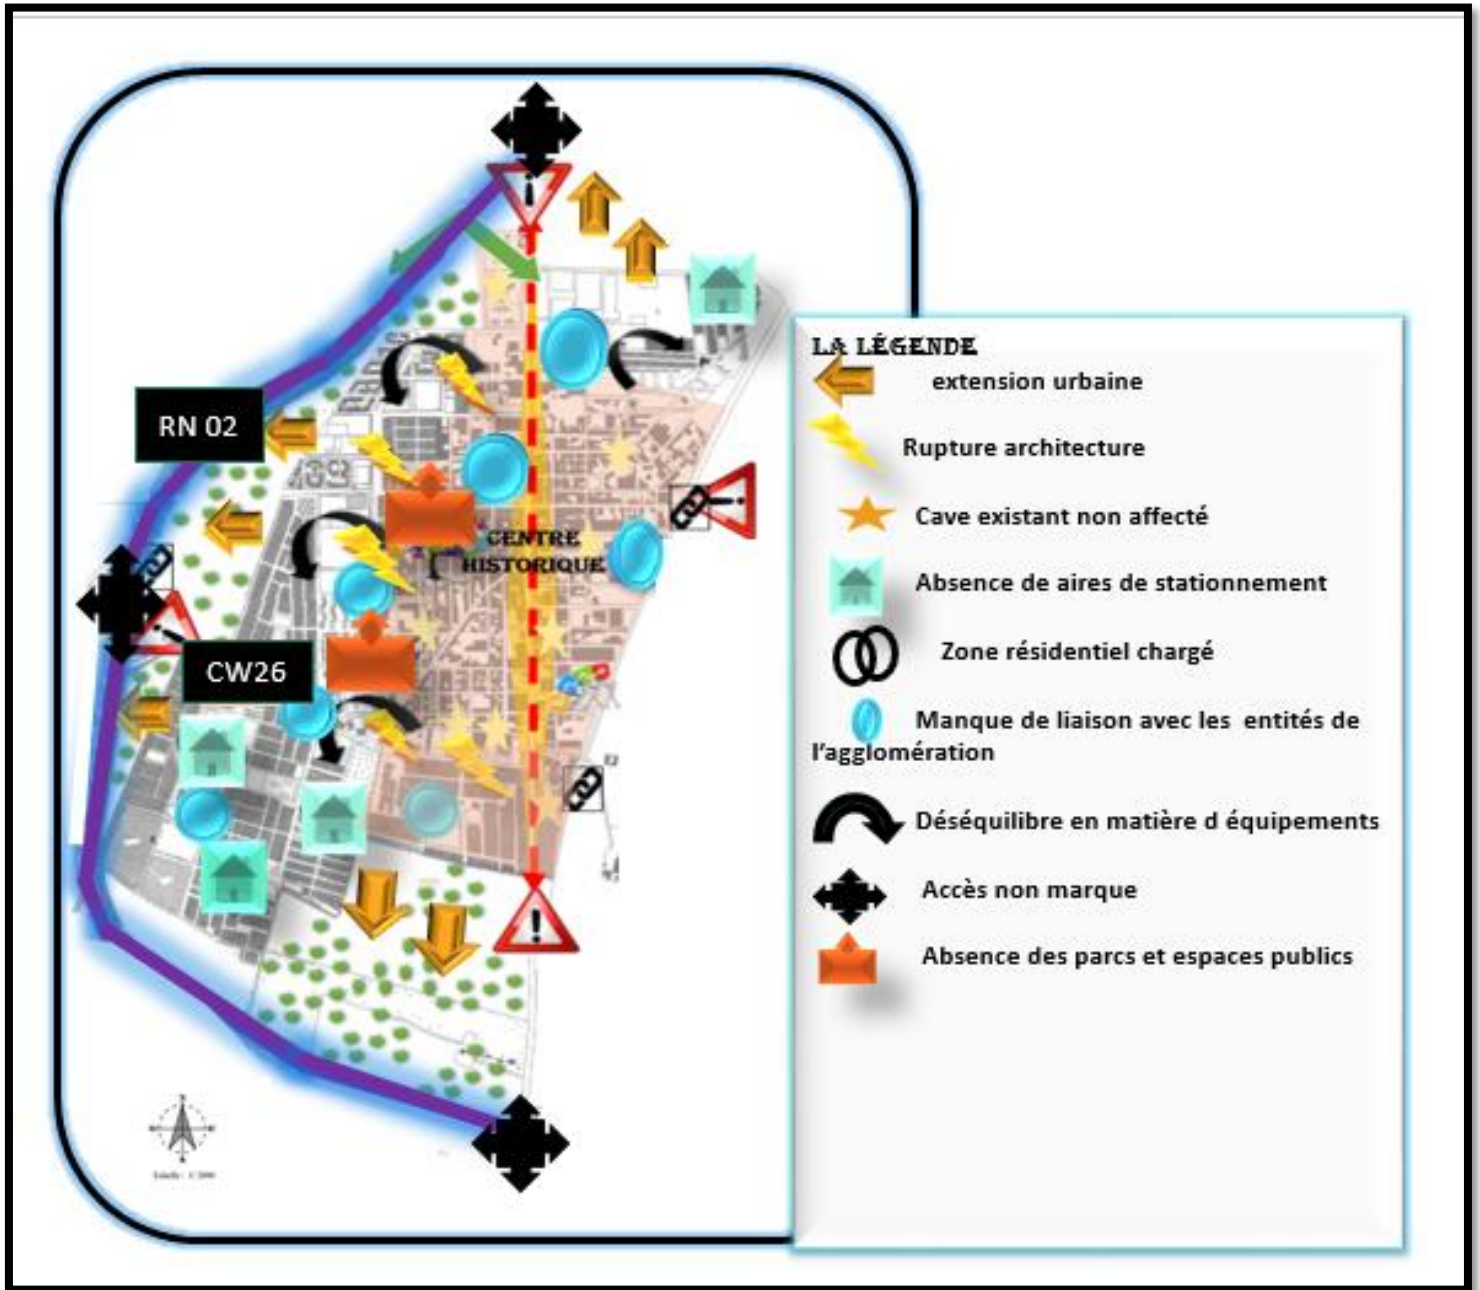 RN 02
CENTRE
HISTORIQUE
CW26
N
LA LÉGENDE
extension urbaine
Rupture architecture
Cave existant non affecté
Absence de aires de stationnement
Zone résidentiel chargé
Manque de liaison avec les entités de
l'agglomération
Déséquilibre en matière d équipements
Accès non marque
Absence des parcs et espaces publics